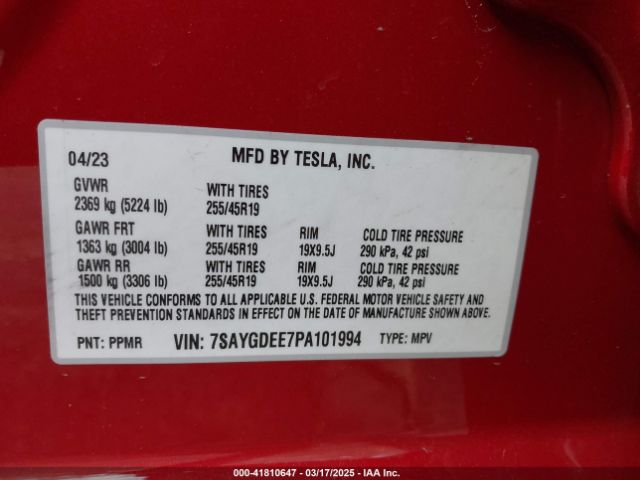 04/23 MFD BY TESLA, INC.
GVWR WITH TIRES
2369 kg (5224 lb) 255/45R19
GAWR FRT WITH TIRES RIM COLD TIRE PRESSURE
1363 kg (3004 lb) 255/45R19 19X9.5J 290 kPa, 42 psi
GAWR RR WITH TIRES RIM COLD TIRE PRESSURE
1500 kg (3306 lb) 255/45R19 19X9.5J 290 kPa, 42 psi
THIS VEHICLE CONFORMS TO ALL APPLICABLE U.S. FEDERAL MOTOR VEHICLE SAFETY AND
THEFT PREVENTION STANDARDS IN EFFECT ON THE DATE OF MANUFACTURE SHOWN ABOVE.
PNT: PPMR VIN: 7SAYGDEE7PA101994 TYPE: MPV
000-41810647 - 03/17/2025 - IAA Inc.